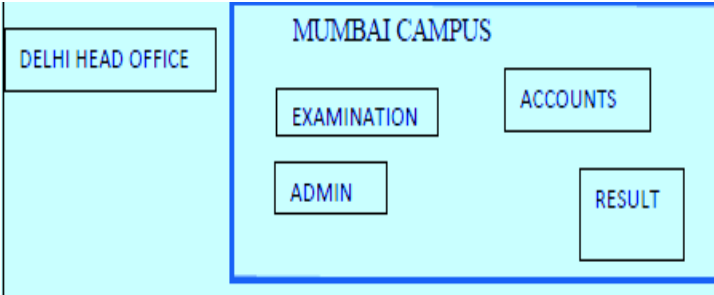 MUMBAI CAMPUS
DELHI HEAD OFFICE
EXAMINATION
ACCOUNTS
ADMIN
RESULT